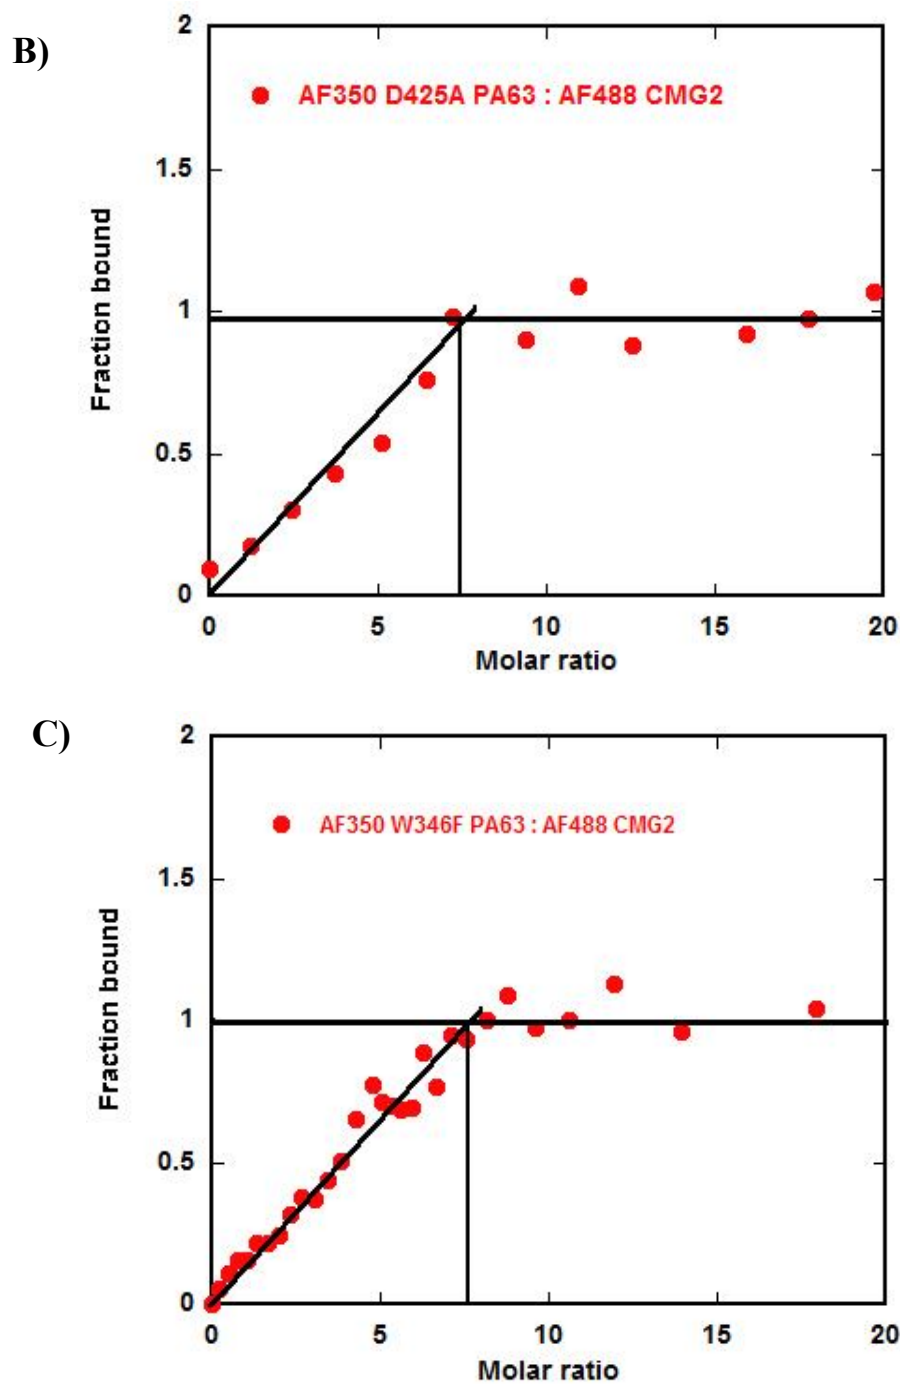 B)
2
AF350 D425A PA63 : AF488 CMG2
1.5
Fraction bound
1
0.5
0
0 5 10 15 20
Molar ratio
C)
2
AF350 W346F PA63 : AF488 CMG2
1.5
Fraction bound
1
0.5
0
0 5 10 15 20
Molar ratio